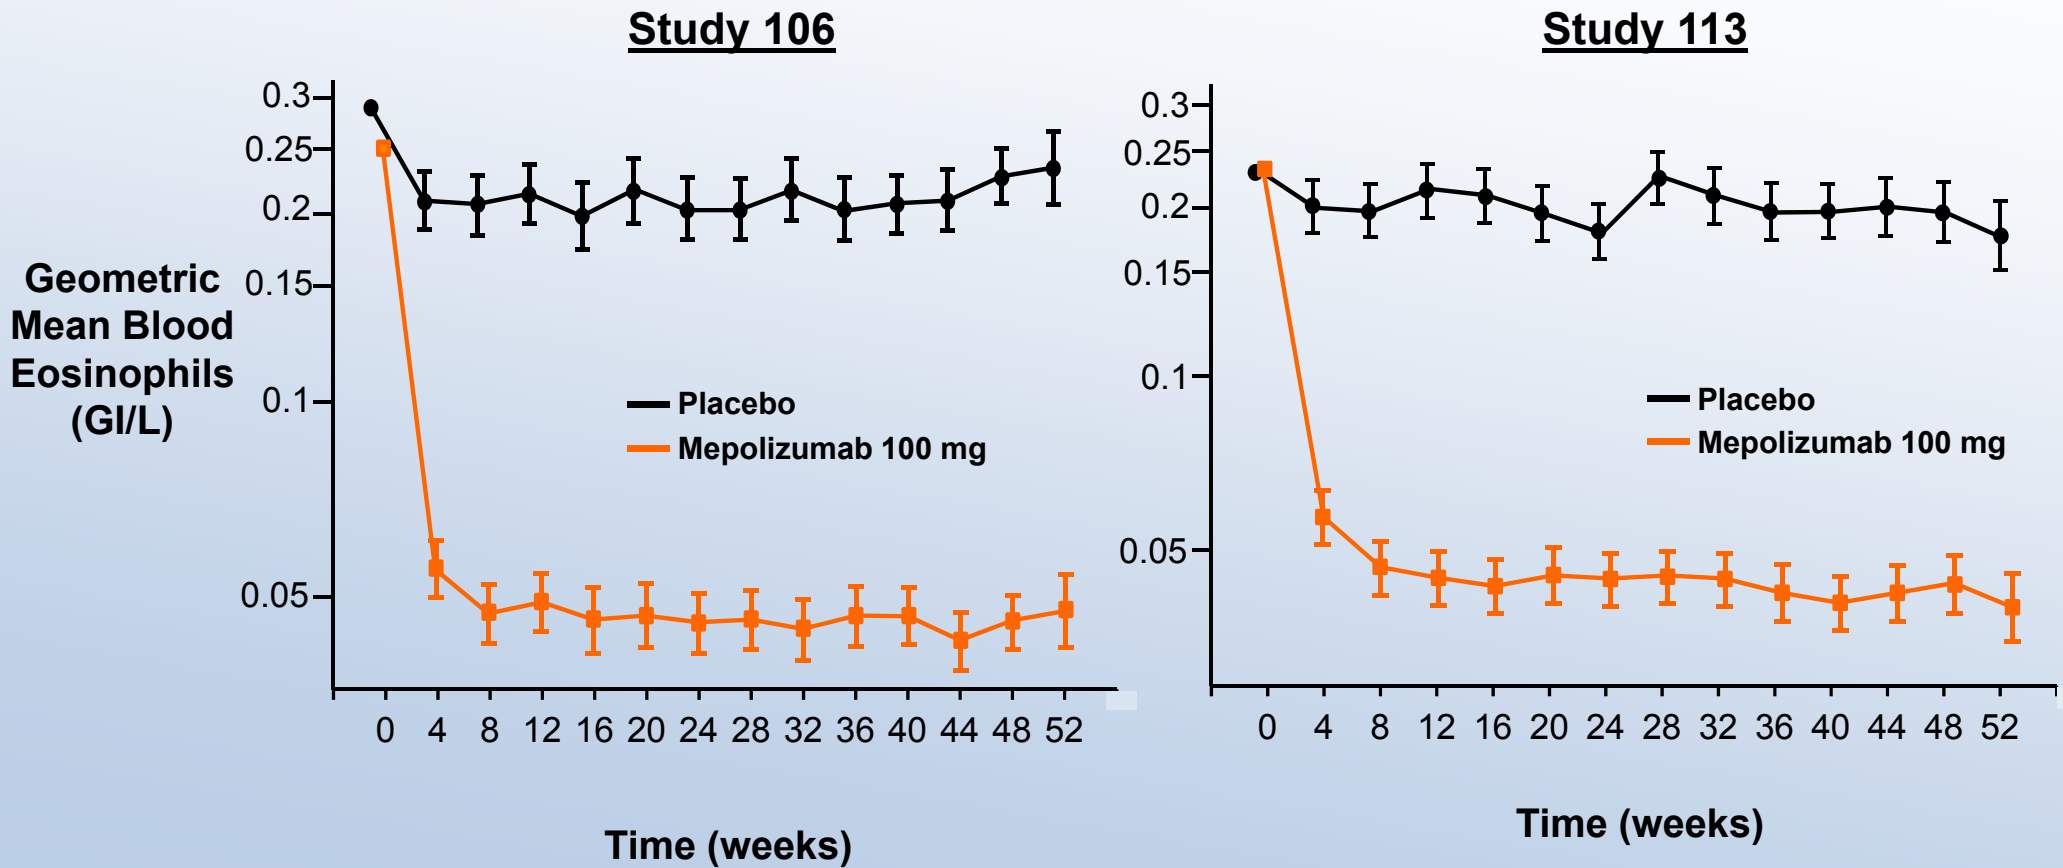 Study 106
Study 113
Geometric
Mean Blood
Eosinophils
(GI/L)
0.3
0.25
0.2
0.15
0.1
0.05
Placebo
Mepolizumab 100 mg
0 4 8 12 16 20 24 28 32 36 40 44 48 52
Time (weeks)
0.3
0.25
0.2
0.15
0.1
0.05
Placebo
Mepolizumab 100 mg
0 4 8 12 16 20 24 28 32 36 40 44 48 52
Time (weeks)